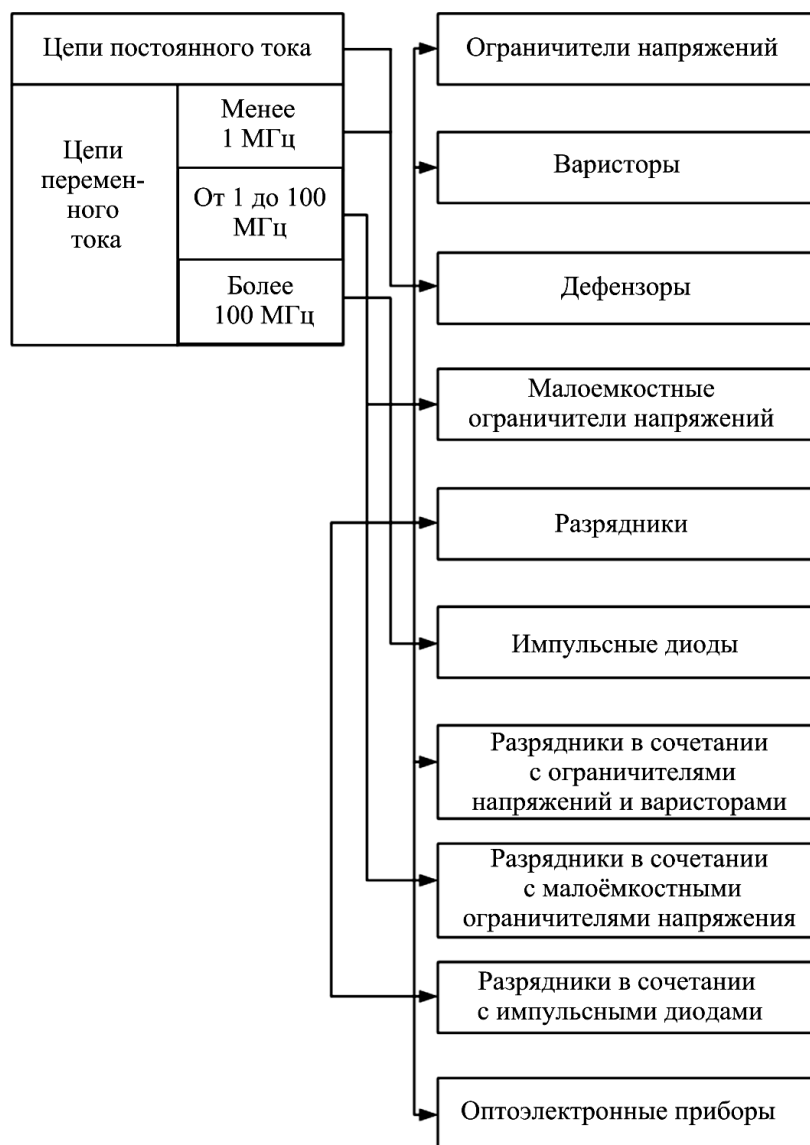 Цепи постоянного тока
Цепи
перемен-
ного
тока
Менее
1 МГц
От 1 до 100
МГц
Более
100 МГц
Ограничители напряжений
Варисторы
Дефензоры
Малоемкостные
ограничители напряжений
Разрядники
Импульсные диоды
Разрядники в сочетании
с ограничителями
напряжений и варисторами
Разрядники в сочетании
с малоёмкостными
ограничителями напряжения
Разрядники в сочетании
с импульсными диодами
Оптоэлектронные приборы